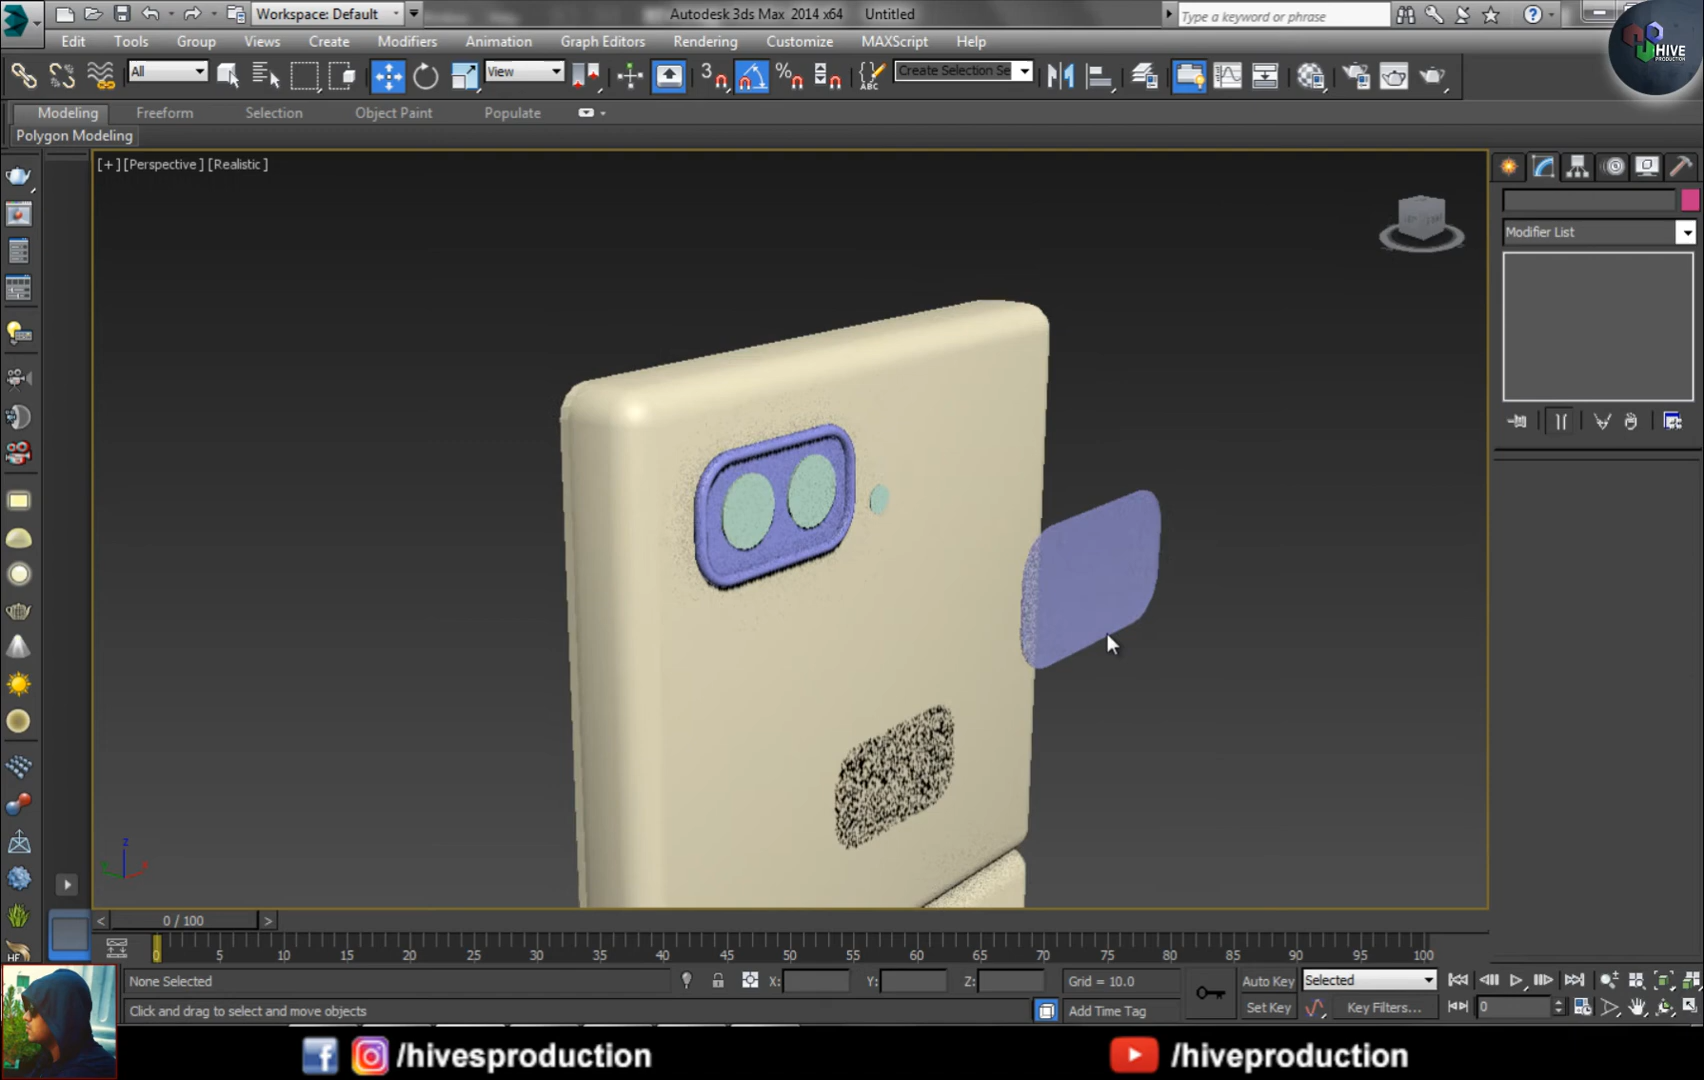 Workspace: Default
Autodesk 3ds Max 2014 x64 Untitled
Type a keyword or phrase
HIVE
PRODUCTION
Edit Tools Group Views Create Modifiers Animation Graph Editors Rendering Customize MAXScript Help
All
View
3
%
ABC
Create Selection Se
Modeling Freeform Selection Object Paint Populate
Polygon Modeling
[+] [Perspective] [Realistic]
Modifier List
z
0 / 100
0 5 10 15 20 25 30 35 40 45 50 55 60 65 70 75 80 85 90 95 100
None Selected
X: Y: Z:
Grid = 10.0
Auto Key
Selected
Click and drag to select and move objects
Add Time Tag
Set Key
Key Filters...
0
/hivesproduction
/hiveproduction